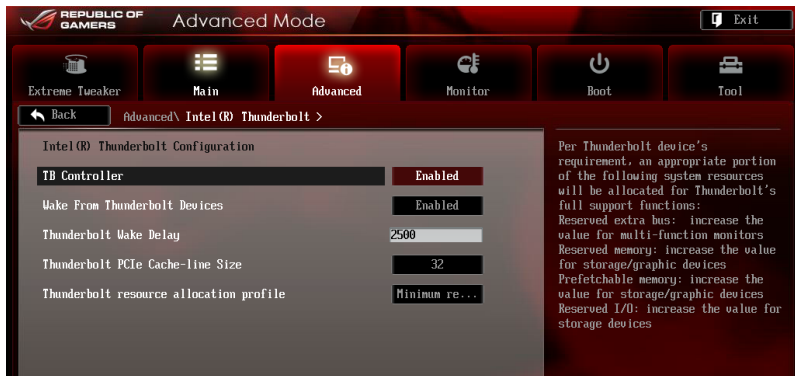 REPUBLIC OF
GAMERS
Advanced Mode
Exit
Extreme Tweaker
Main
Advanced
Monitor
Boot
Tool
Back
Advanced\ Intel(R) Thunderbolt >
Intel(R) Thunderbolt Configuration
TB Controller Enabled
Wake From Thunderbolt Devices Enabled
Thunderbolt Wake Delay 2500
Thunderbolt PCIe Cache-line Size 32
Thunderbolt resource allocation profile Minimum re...
Per Thunderbolt device's
requirement, an appropriate portion
of the following system resources
will be allocated for Thunderbolt's
full support functions:
Reserved extra bus: increase the
value for multi-function monitors
Reserved memory: increase the value
for storage/graphic devices
Prefetchable memory: increase the
value for storage/graphic devices
Reserved I/O: increase the value for
storage devices